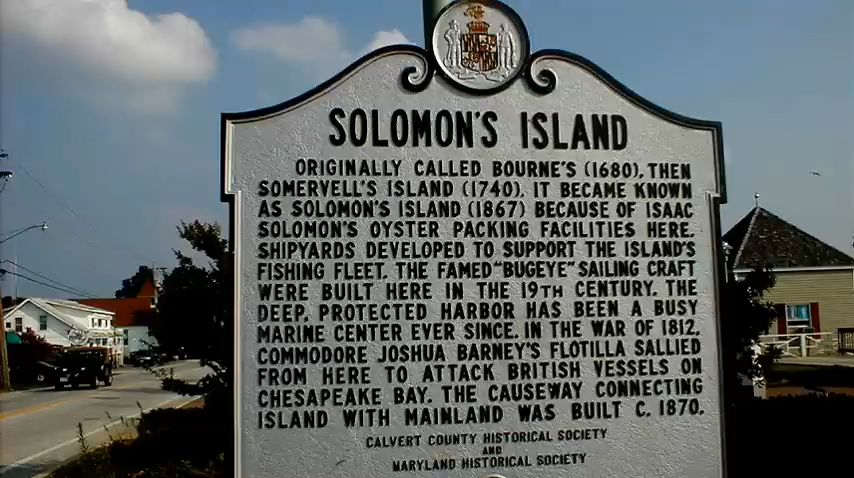 SOLOMON'S ISLAND
ORIGINALLY CALLED BOURNE'S (1680), THEN
SOMERVELL'S ISLAND (1740), IT BECAME KNOWN
AS SOLOMON'S ISLAND (1867) BECAUSE OF ISAAC
SOLOMON'S OYSTER PACKING FACILITIES HERE.
SHIPYARDS DEVELOPED TO SUPPORT THE ISLAND'S
FISHING FLEET. THE FAMED "BUGEYE" SAILING CRAFT
WERE BUILT HERE IN THE 19TH CENTURY. THE
DEEP, PROTECTED HARBOR HAS BEEN A BUSY
MARINE CENTER EVER SINCE. IN THE WAR OF 1812,
COMMODORE JOSHUA BARNEY'S FLOTILLA SALLIED
FROM HERE TO ATTACK BRITISH VESSELS ON
CHESAPEAKE BAY. THE CAUSEWAY CONNECTING
ISLAND WITH MAINLAND WAS BUILT C. 1870.
CALVERT COUNTY HISTORICAL SOCIETY
AND
MARYLAND HISTORICAL SOCIETY